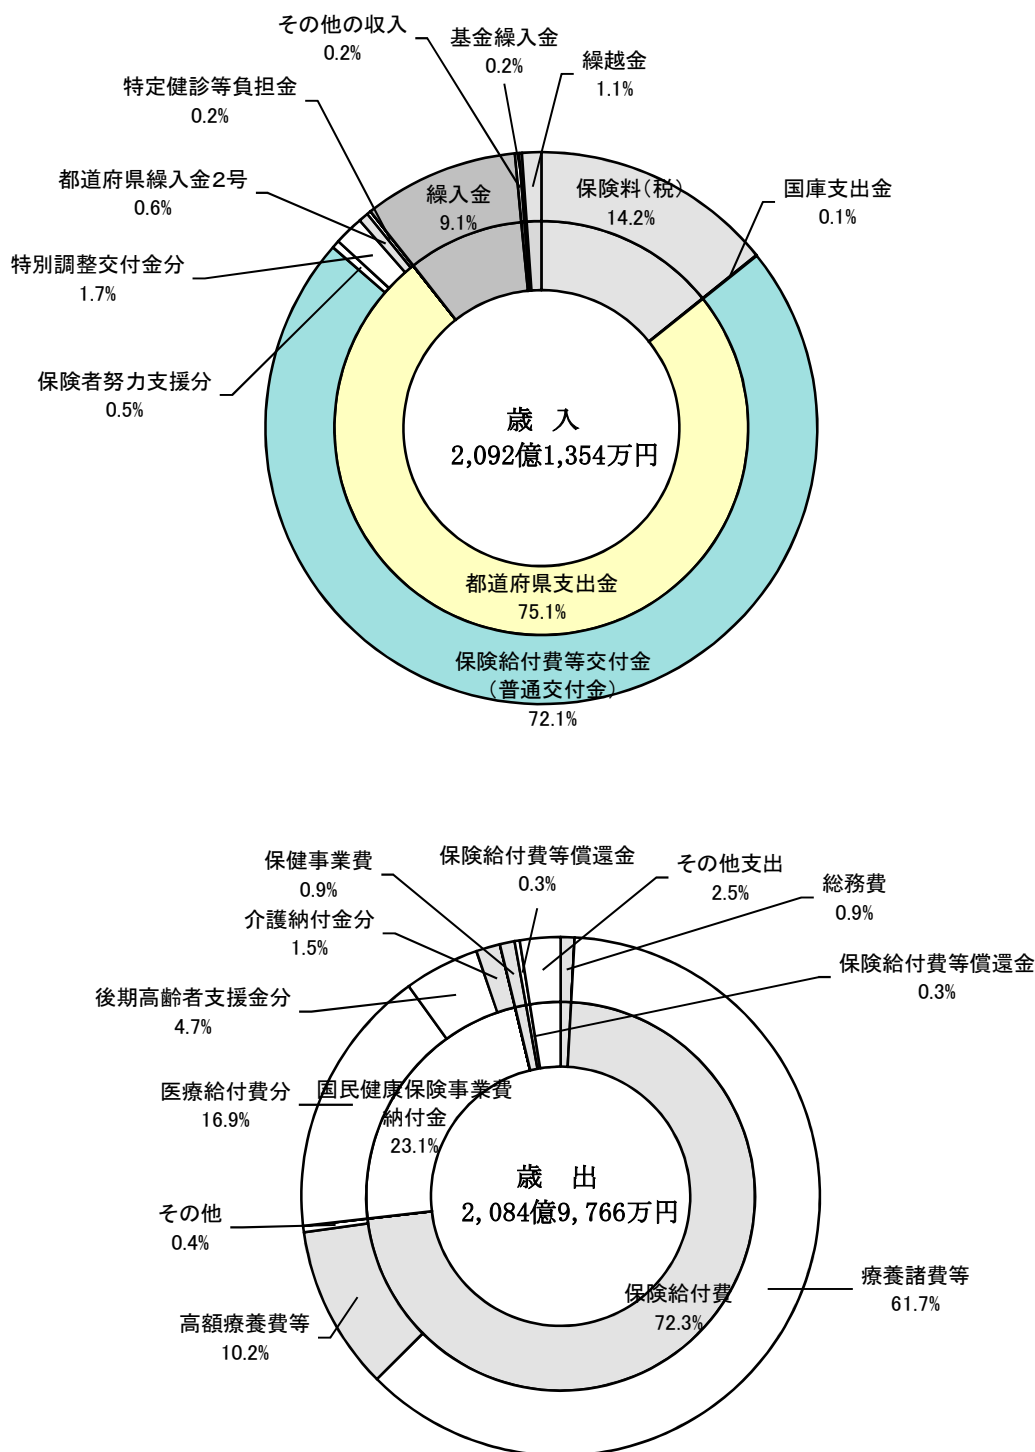 その他の収入
0.2%
基金繰入金
0.2%
繰越金
1.1%
特定健診等負担金
0.2%
都道府県繰入金2号
0.6%
特別調整交付金分
1.7%
保険者努力支援分
0.5%
繰入金
9.1%
保険料(税)
14.2%
国庫支出金
0.1%
歳 入
2,092億1,354万円
都道府県支出金
75.1%
保険給付費等交付金
(普通交付金)
72.1%
保健事業費
0.9%
保険給付費等償還金
0.3%
その他支出
2.5%
総務費
0.9%
介護納付金分
1.5%
保険給付費等償還金
0.3%
後期高齢者支援金分
4.7%
医療給付費分
16.9%
国民健康保険事業費
納付金
23.1%
歳 出
2,084億9,766万円
その他
0.4%
高額療養費等
10.2%
保険給付費
72.3%
療養諸費等
61.7%